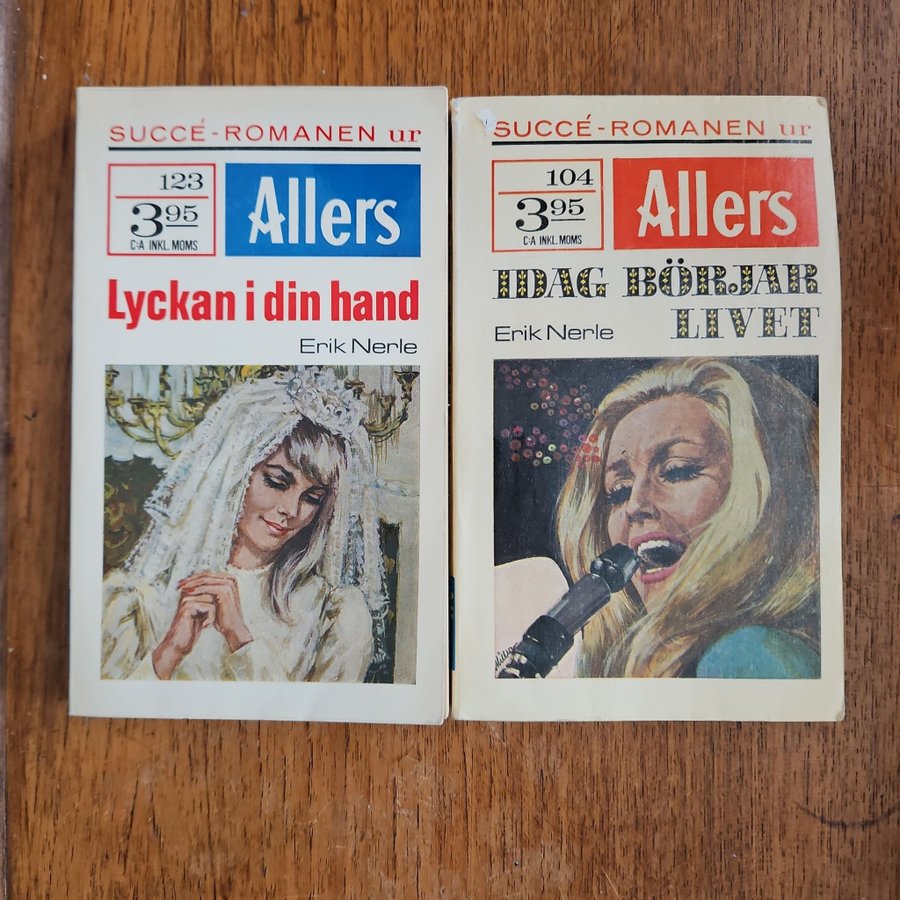 SUCCÉ-ROMANEN ur
123
3.95
C:A INKL. MOMS
Allers
Lyckan i din hand
Erik Nerle
SUCCÉ-ROMANEN ur
104
3.95
C:A INKL. MOMS
Allers
IDAG BÖRJAR
LIVET
Erik Nerle